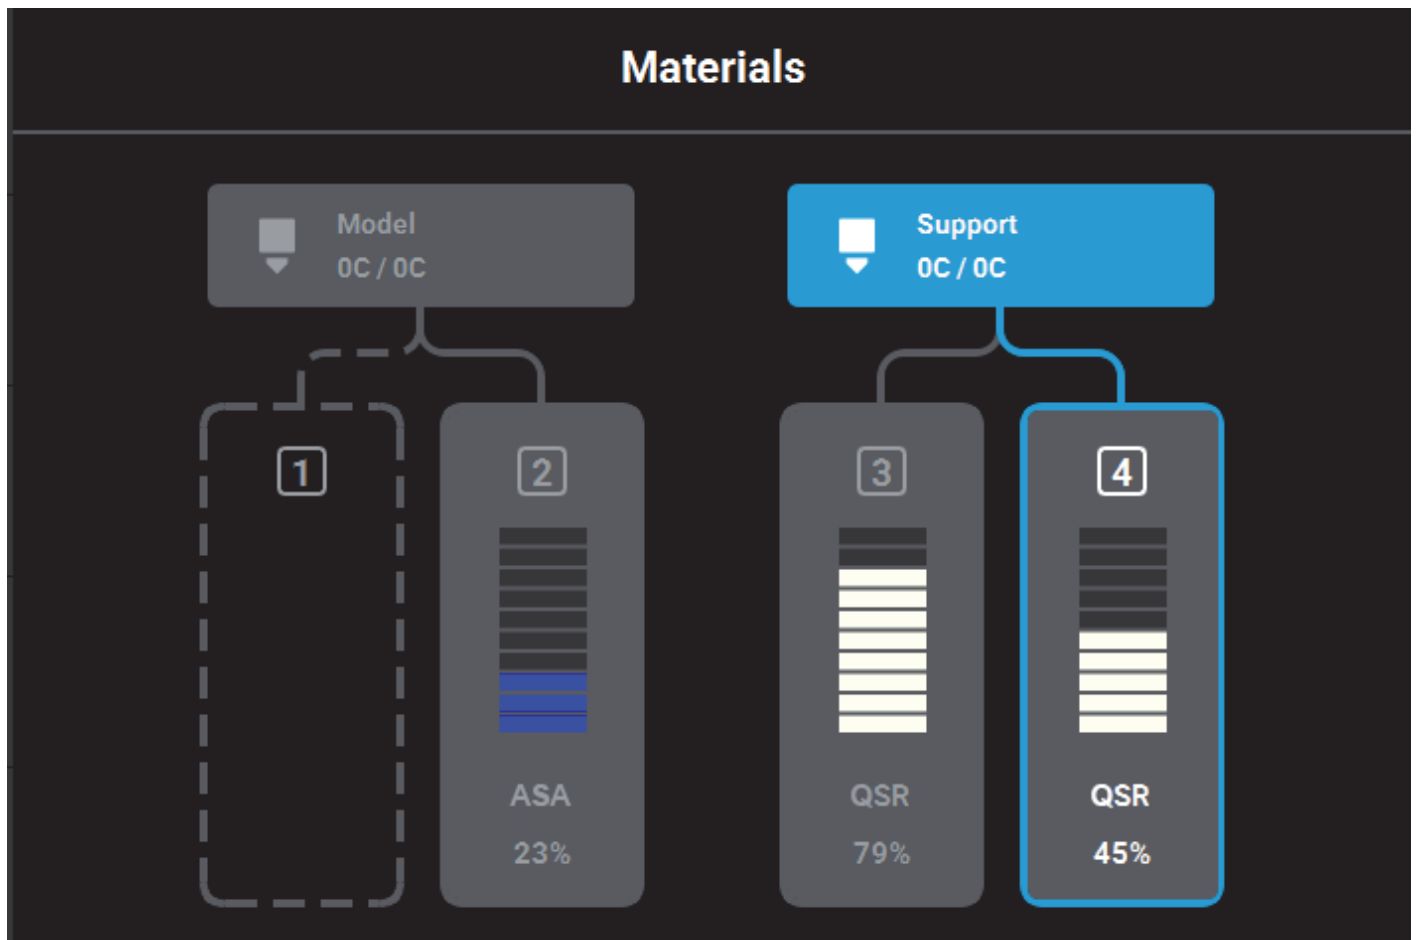 Materials
Model
0C / 0C
Support
0C / 0C
1
2
3
4
ASA
QSR
QSR
23%
79%
45%